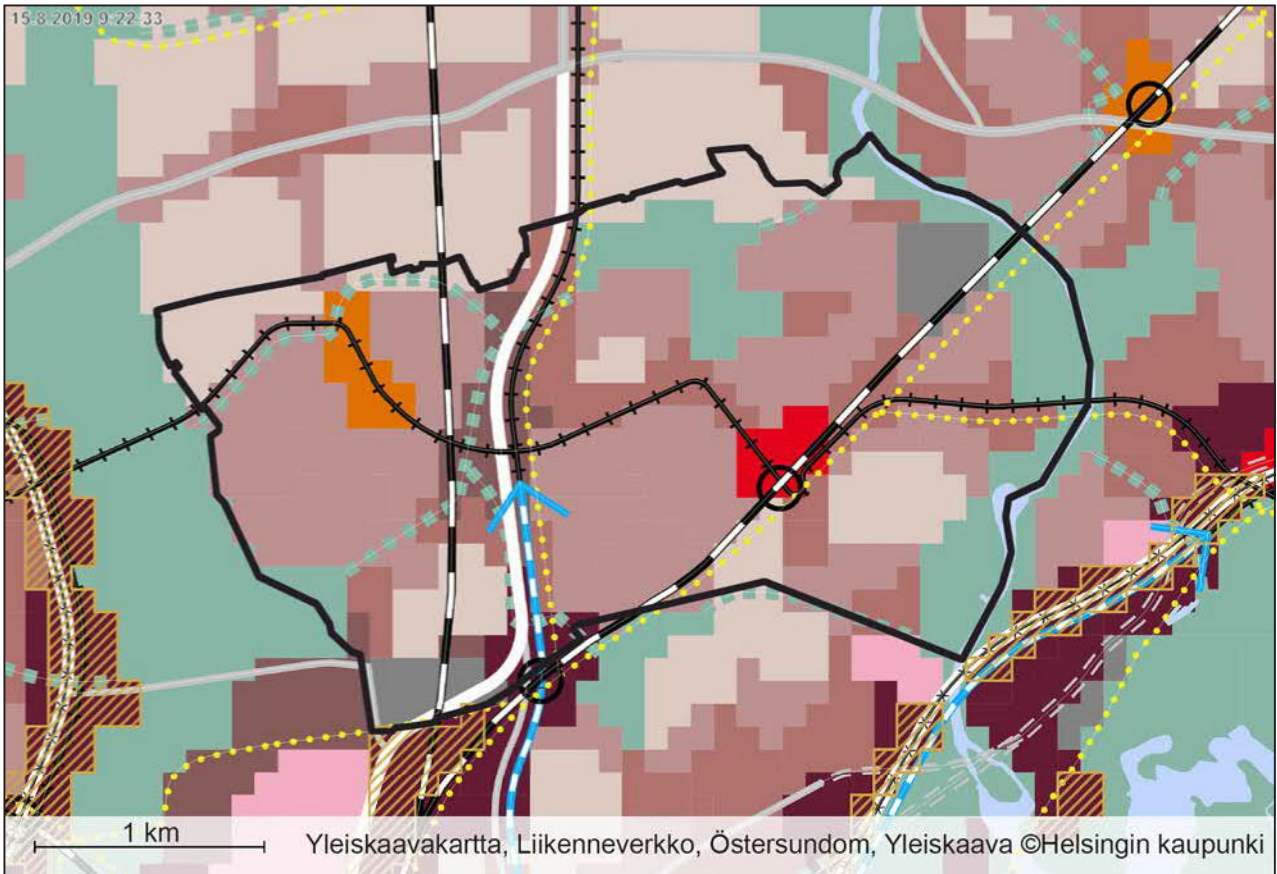 15.8.2019 9:22:33
1 km
Yleiskaavakartta, Liikenneverkko, Östersundom, Yleiskaava ©Helsingin kaupunki